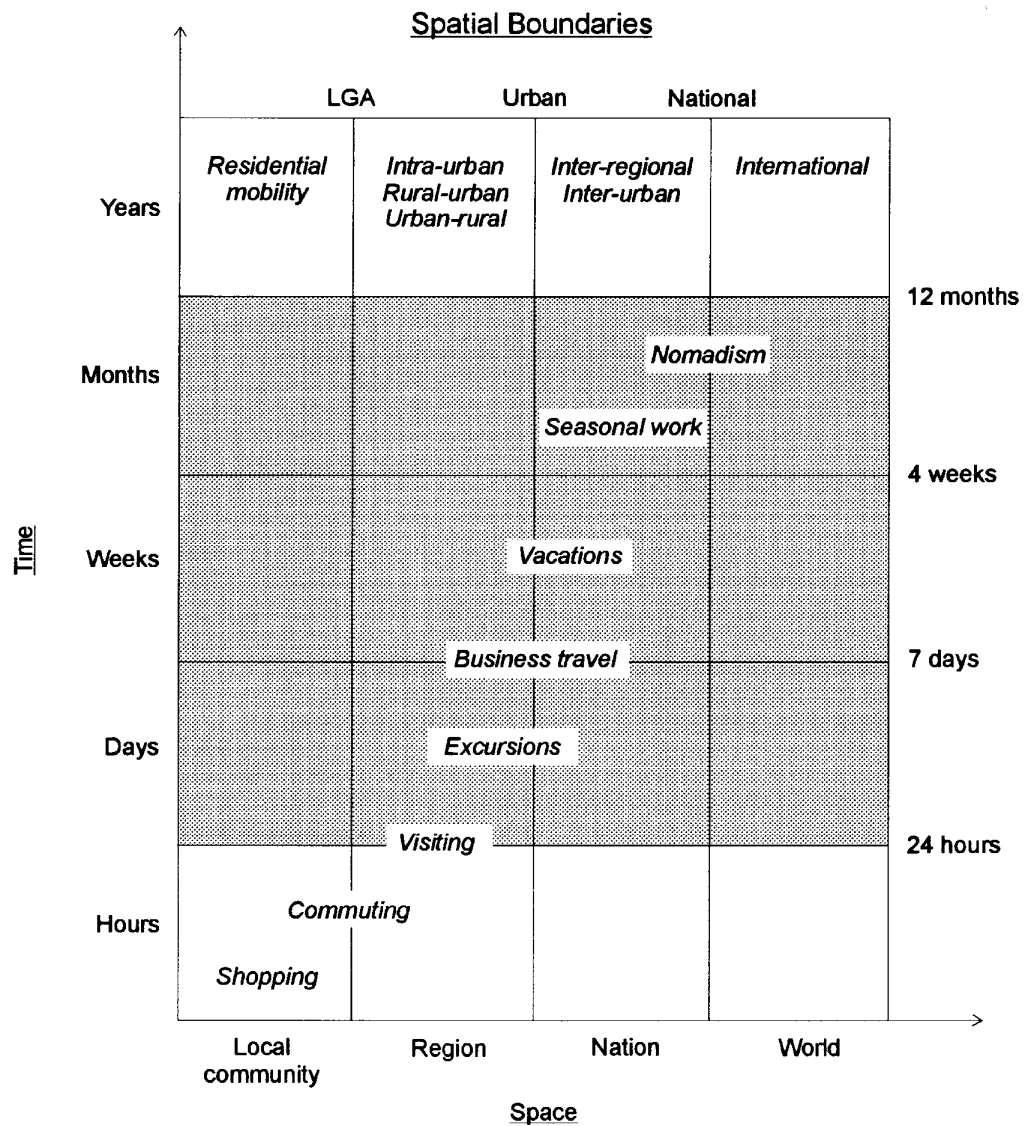 Spatial Boundaries
LGA Urban National
Years
Residential
mobility
Intra-urban
Rural-urban
Urban-rural
Inter-regional
Inter-urban
International
12 months
Months
Nomadism
Seasonal work
4 weeks
Time
Weeks
Vacations
Business travel
7 days
Days
Excursions
Visiting
24 hours
Hours
Commuting
Shopping
Local
community
Region
Nation
World
Space